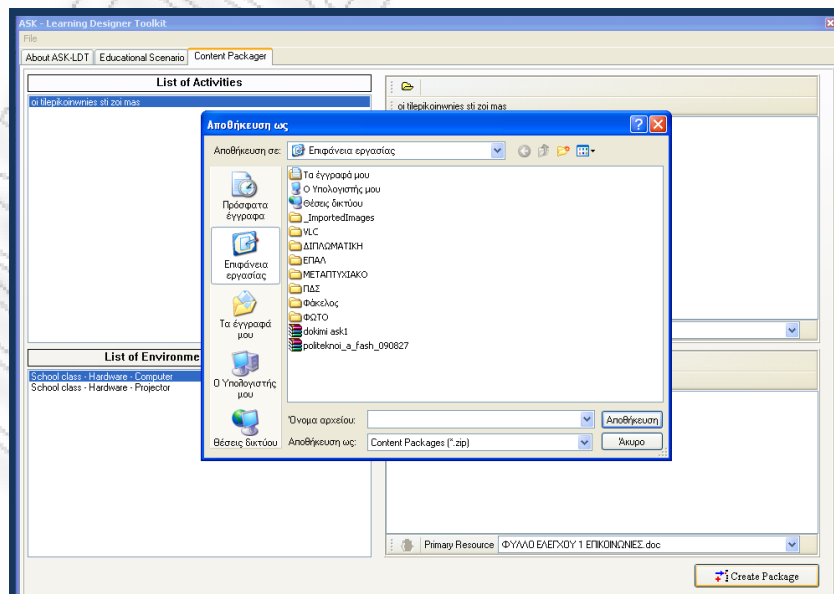 ASK - Learning Designer Toolkit
File
About ASK-LDT Educational Scenario Content Packager
List of Activities
oi tilepikoinwnies sti zoi mas
oi tilepikoinwnies sti zoi mas
Αποθήκευση ως
Αποθήκευση σε: Επιφάνεια εργασίας
Πρόσφατα έγγραφα
Επιφάνεια εργασίας
Τα έγγραφά μου
Ο Υπολογιστής μου
Θέσεις δικτύου
Τα έγγραφά μου
Ο Υπολογιστής μου
Θέσεις δικτύου
_ImportedImages
VLC
ΔΙΠΛΩΜΑΤΙΚΗ
ΕΠΑΛ
ΜΕΤΑΠΤΥΧΙΑΚΟ
ΠΔΣ
Φάκελος
ΦΩΤΟ
dokimi ask1
politeknoi_a_fash_090827
Όνομα αρχείου:
Αποθήκευση
Αποθήκευση ως: Content Packages (*.zip)
Άκυρο
List of Environme
School class - Hardware - Computer
School class - Hardware - Projector
Primary Resource ΦΥΛΛΟ ΕΛΕΓΧΟΥ 1 ΕΠΙΚΟΙΝΩΝΙΕΣ.doc
Create Package